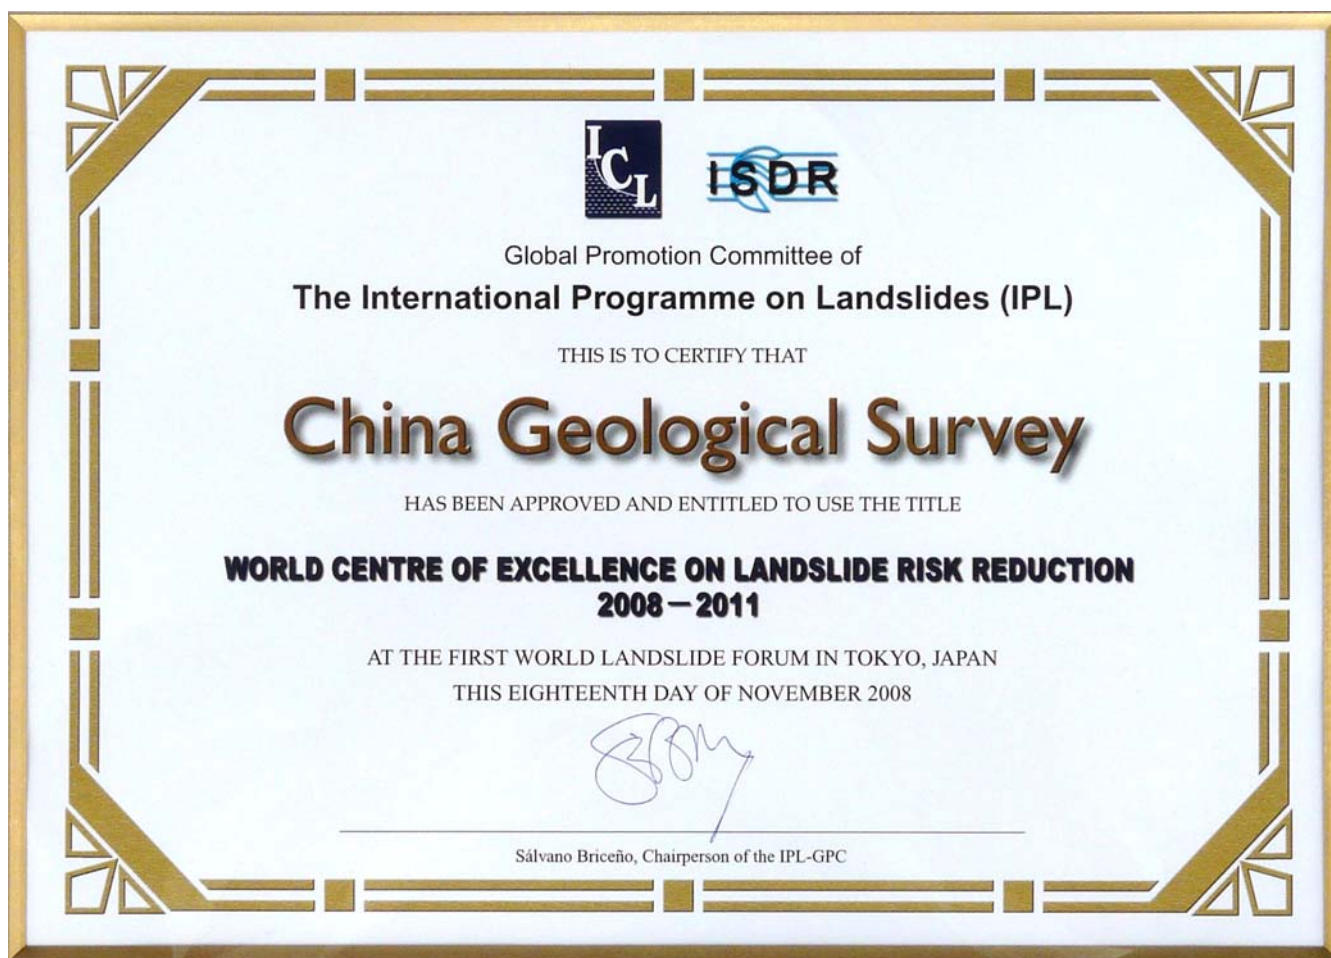 ICL ISDR
Global Promotion Committee of
The International Programme on Landslides (IPL)
THIS IS TO CERTIFY THAT
China Geological Survey
HAS BEEN APPROVED AND ENTITLED TO USE THE TITLE
WORLD CENTRE OF EXCELLENCE ON LANDSLIDE RISK REDUCTION
2008－2011
AT THE FIRST WORLD LANDSLIDE FORUM IN TOKYO, JAPAN
THIS EIGHTEENTH DAY OF NOVEMBER 2008
Sálvano Briceño, Chairperson of the IPL-GPC